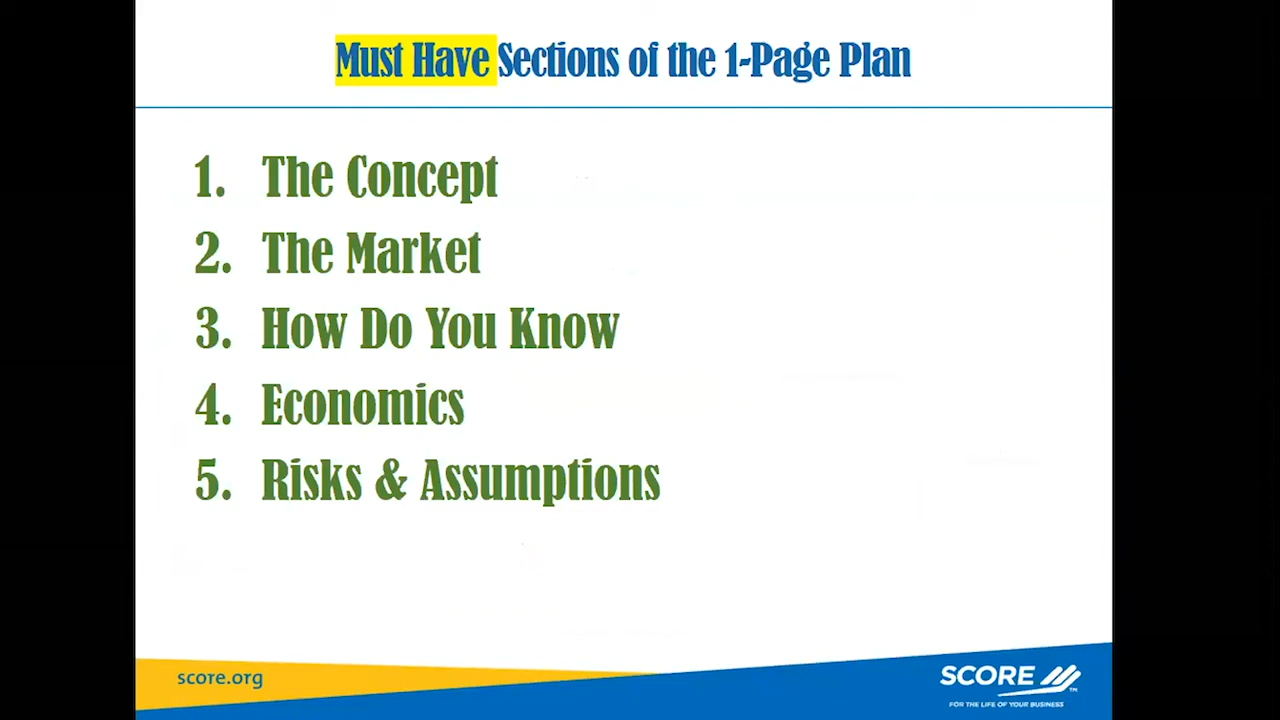 Must Have Sections of the 1-Page Plan
1. The Concept
2. The Market
3. How Do You Know
4. Economics
5. Risks & Assumptions
score.org
SCORE
TM
FOR THE LIFE OF YOUR BUSINESS